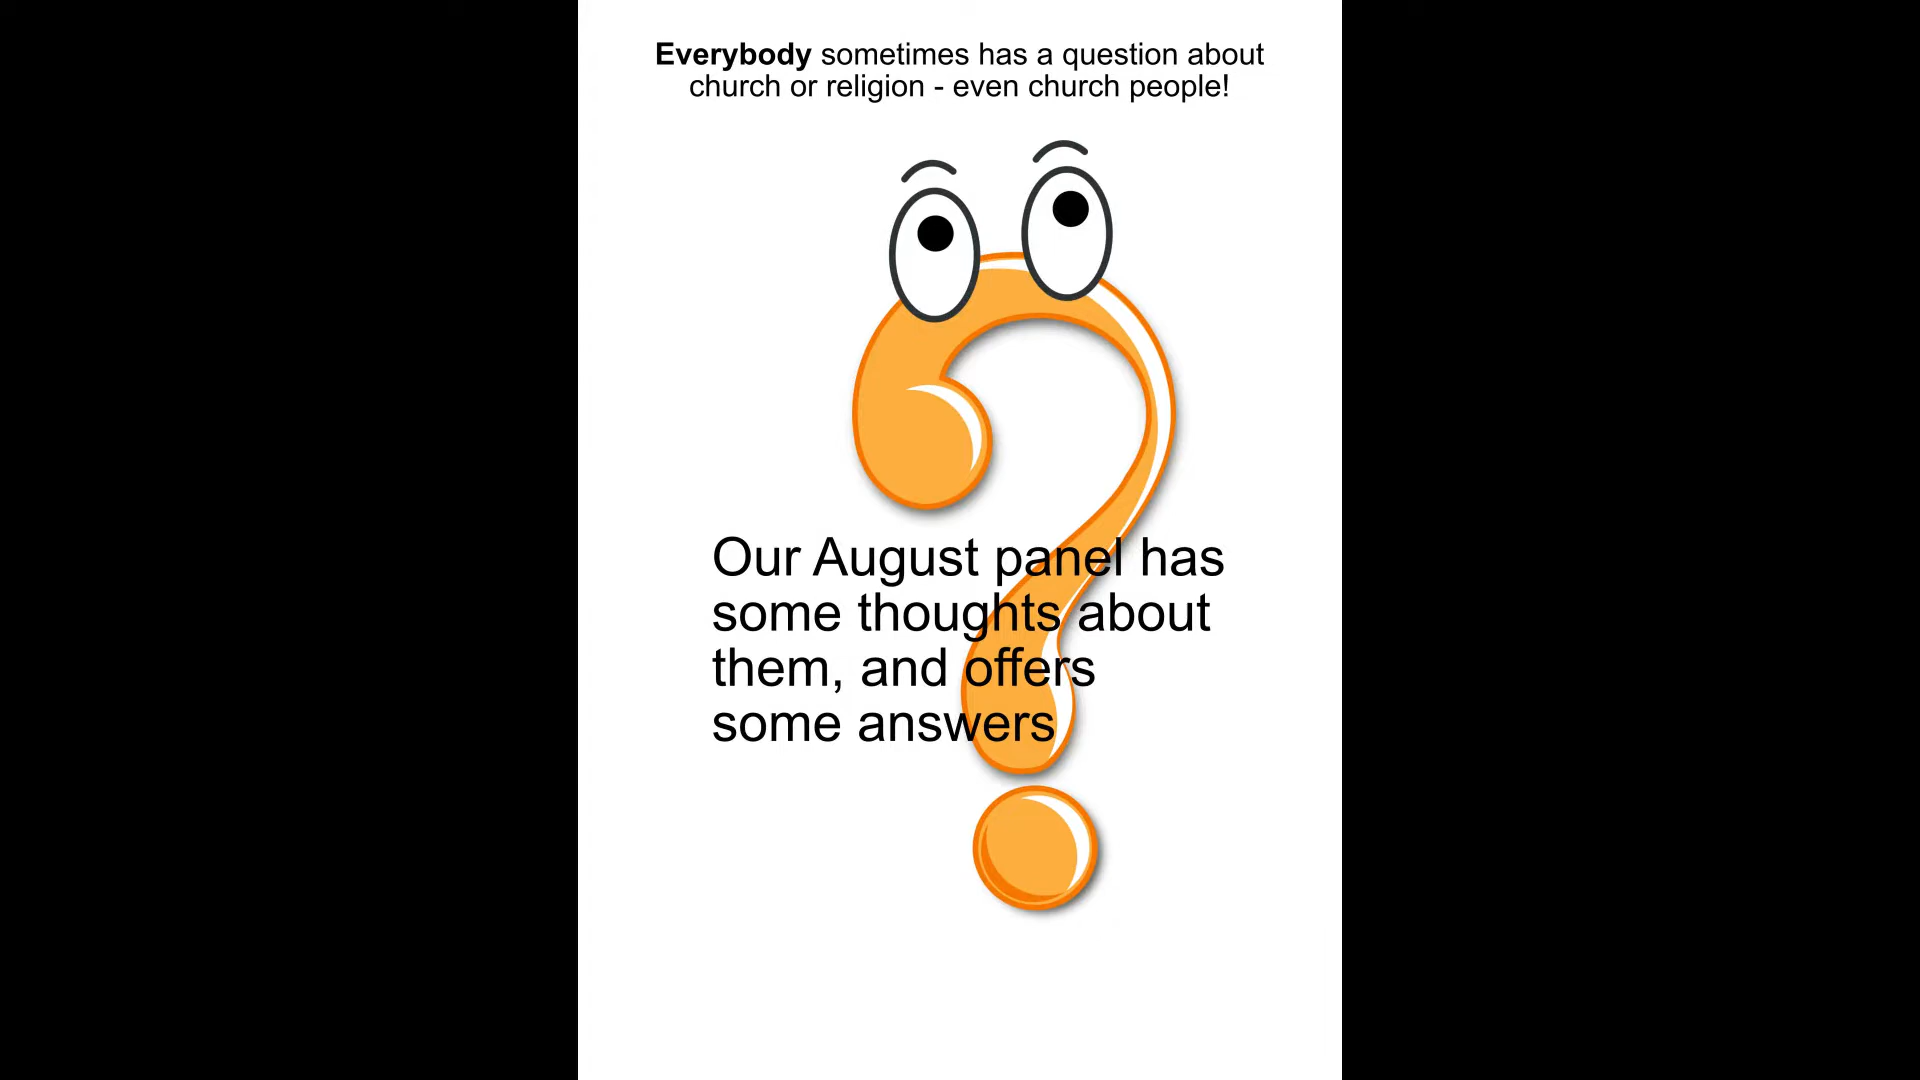 Everybody sometimes has a question about
church or religion - even church people!
Our August panel has
some thoughts about
them, and offers
some answers